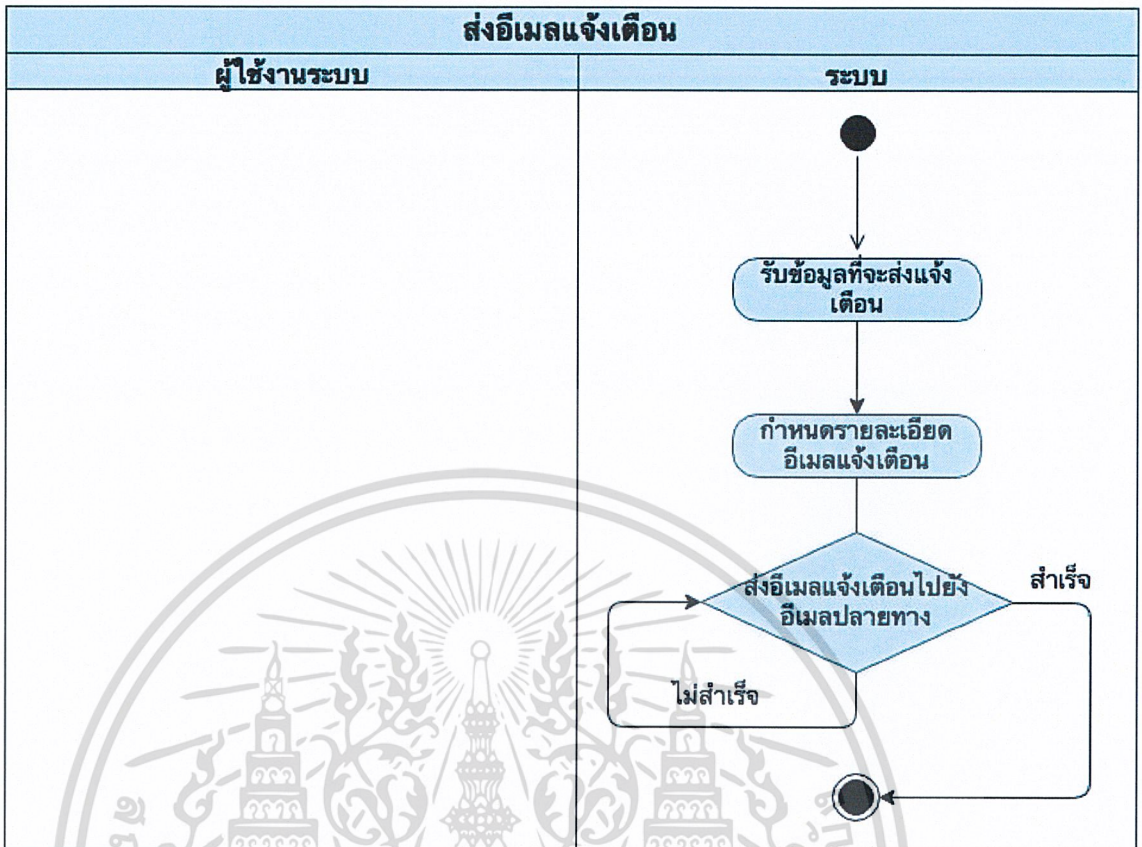 ส่งอีเมลแจ้งเตือน
ผู้ใช้งานระบบ
ระบบ
รับข้อมูลที่จะส่งแจ้ง
เตือน
กำหนดรายละเอียด
อีเมลแจ้งเตือน
ส่งอีเมลแจ้งเตือนไปยัง
อีเมลปลายทาง
สำเร็จ
ไม่สำเร็จ